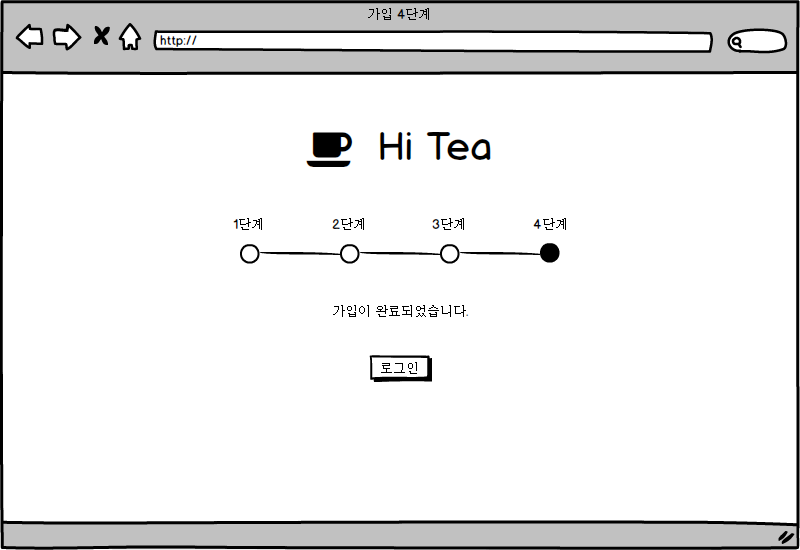 가입 4단계
http://
Hi Tea
1단계 2단계 3단계 4단계
가입이 완료되었습니다.
로그인